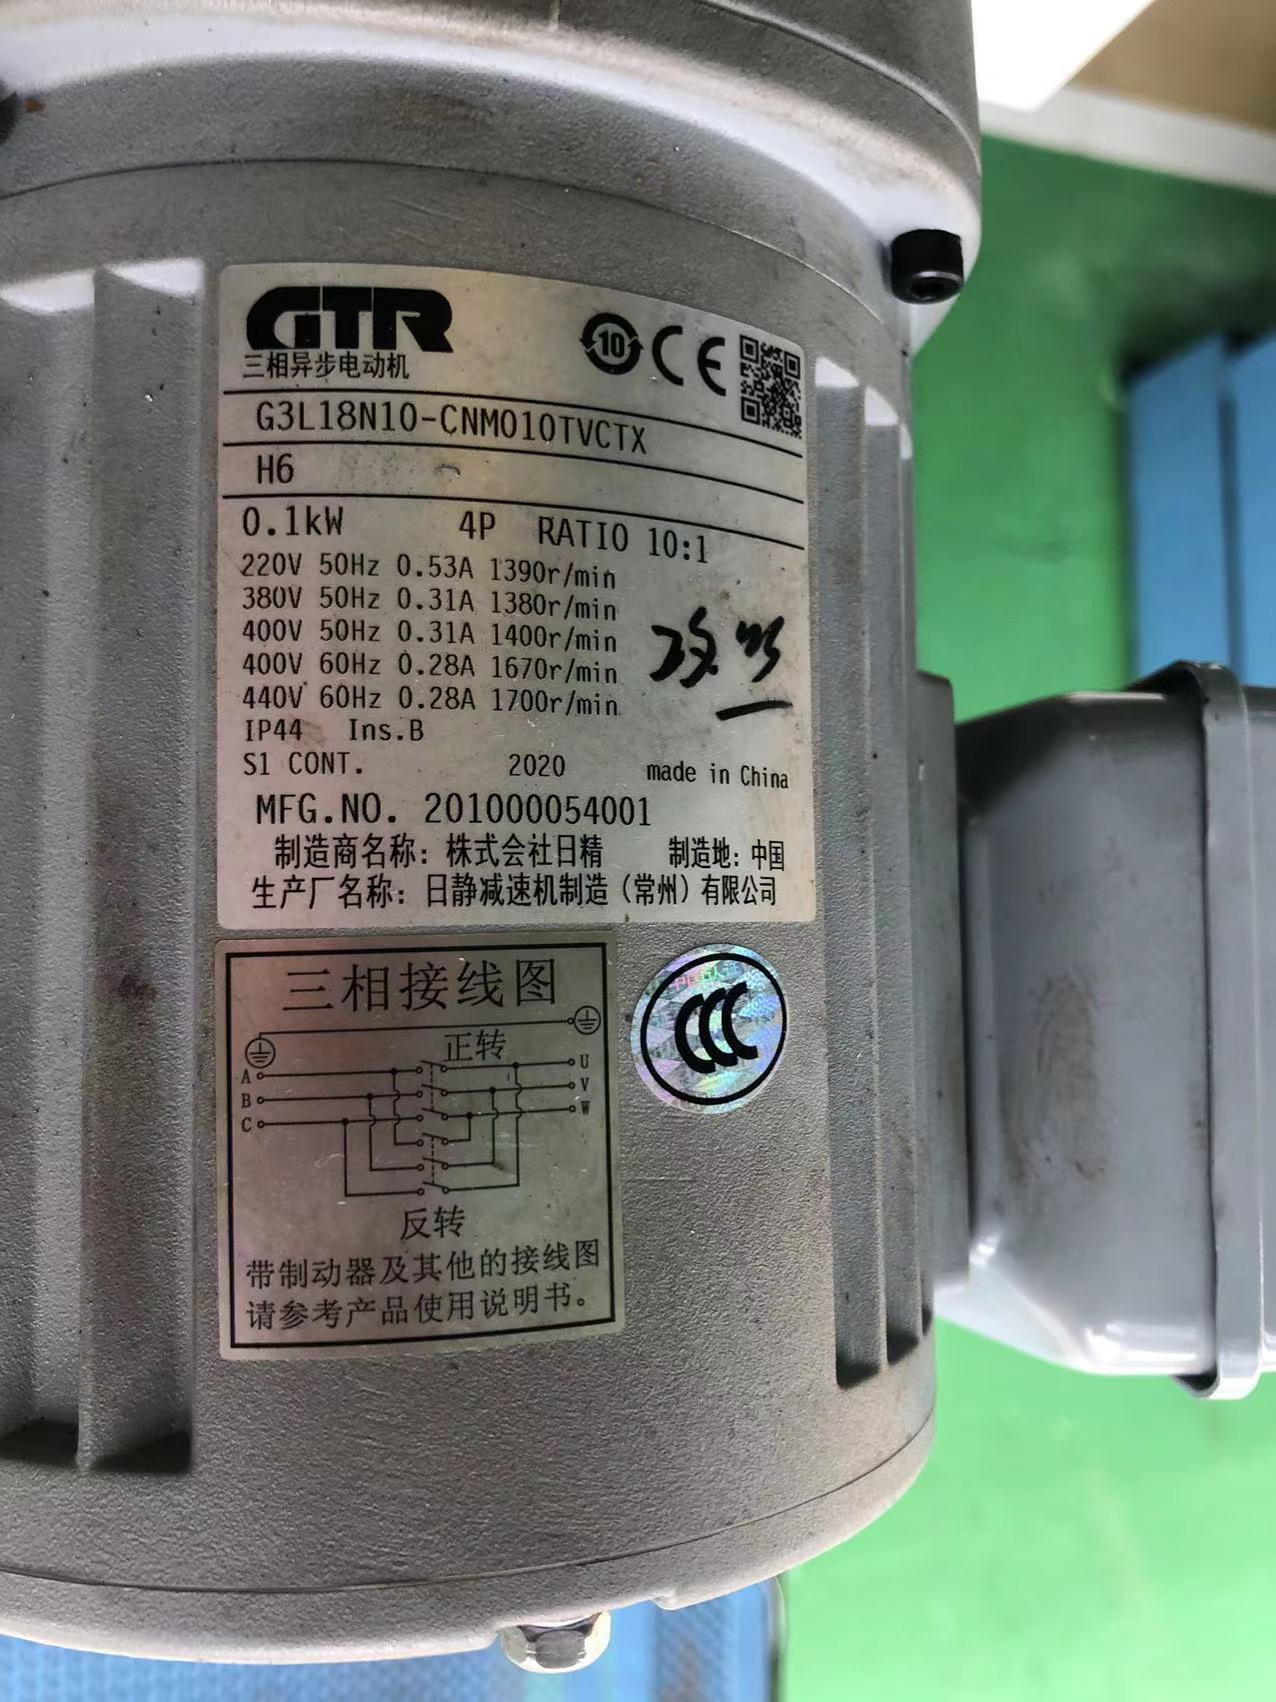 GTR
三相异步电动机
10 CE
G3L18N10-CNM010TVCTX
H6
0.1kW 4P RATIO 10:1
220V 50Hz 0.53A 1390r/min
380V 50Hz 0.31A 1380r/min
400V 50Hz 0.31A 1400r/min
400V 60Hz 0.28A 1670r/min
440V 60Hz 0.28A 1700r/min
IP44 Ins.B
S1 CONT. 2020 made in China
MFG.NO. 201000054001
制造商名称：株式会社日精 制造地：中国
生产厂名称：日静减速机制造（常州）有限公司
三相接线图
正转
A
B
C
U
V
W
反转
带制动器及其他的接线图
请参考产品使用说明书。
CCC